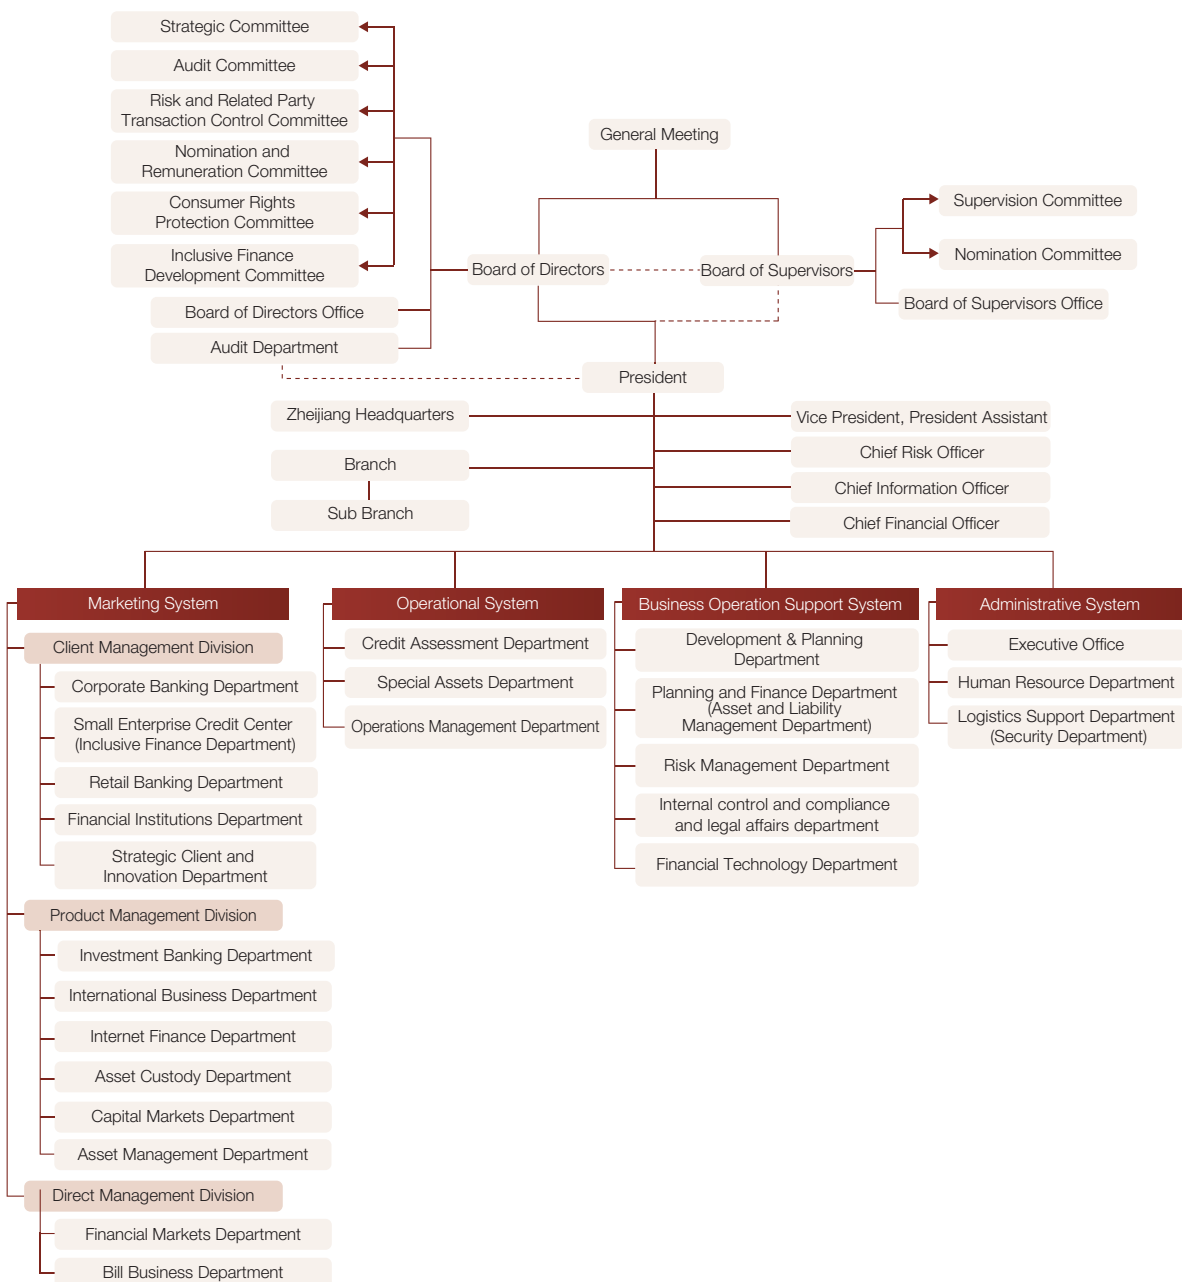 Strategic Committee
Audit Committee
Risk and Related Party
Transaction Control Committee
Nomination and
Remuneration Committee
Consumer Rights
Protection Committee
Inclusive Finance
Development Committee
Board of Directors Office
Audit Department
General Meeting
Board of Directors
Board of Supervisors
Supervision Committee
Nomination Committee
Board of Supervisors Office
President
Zheijiang Headquarters
Branch
Sub Branch
Vice President, President Assistant
Chief Risk Officer
Chief Information Officer
Chief Financial Officer
Marketing System
Client Management Division
Corporate Banking Department
Small Enterprise Credit Center
(Inclusive Finance Department)
Retail Banking Department
Financial Institutions Department
Strategic Client and
Innovation Department
Product Management Division
Investment Banking Department
International Business Department
Internet Finance Department
Asset Custody Department
Capital Markets Department
Asset Management Department
Direct Management Division
Financial Markets Department
Bill Business Department
Operational System
Credit Assessment Department
Special Assets Department
Operations Management Department
Business Operation Support System
Development & Planning
Department
Planning and Finance Department
(Asset and Liability
Management Department)
Risk Management Department
Internal control and compliance
and legal affairs department
Financial Technology Department
Administrative System
Executive Office
Human Resource Department
Logistics Support Department
(Security Department)